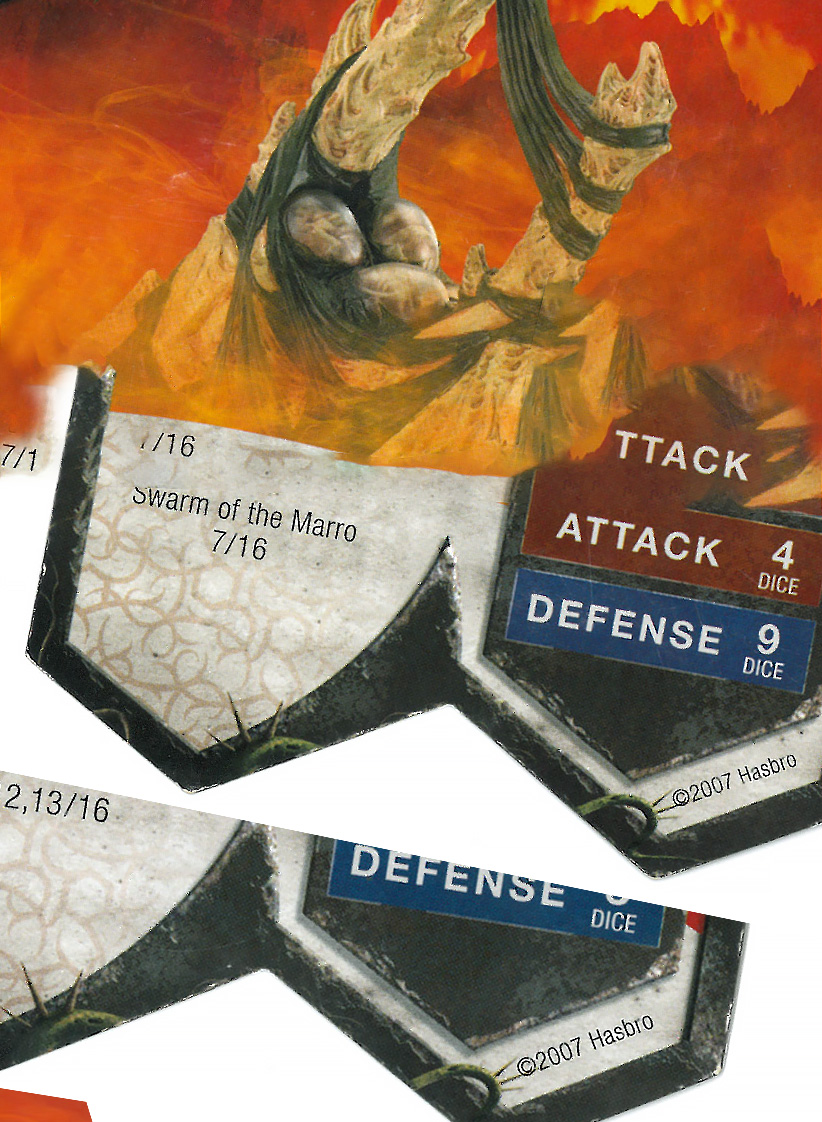 7/1
/16
TTACK
Swarm of the Marro
7/16
ATTACK 4
DICE
DEFENSE 9
DICE
©2007 Hasbro
2,13/16
DEFENSE
DICE
©2007 Hasbro